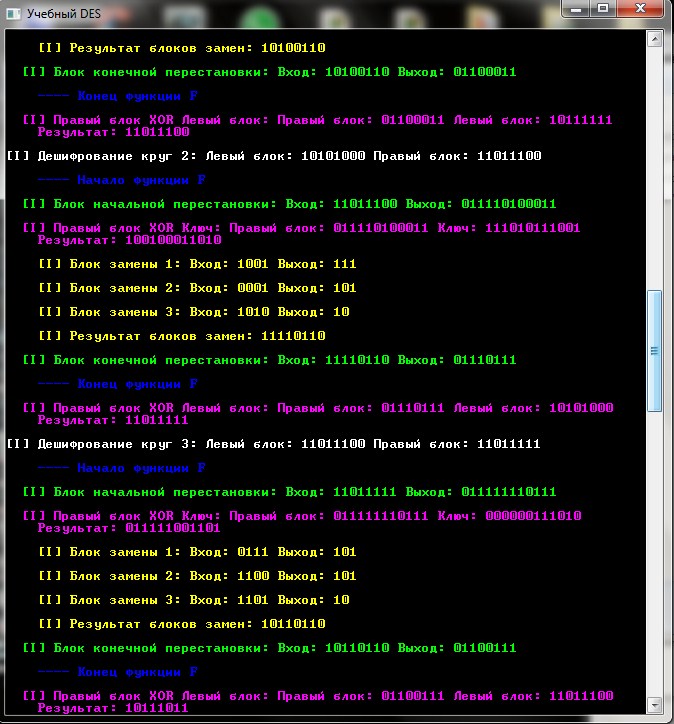 Учебный DES
[I] Результат блоков замен: 10100110
[I] Блок конечной перестановки: Вход: 10100110 Выход: 01100011
---- Конец функции F
[I] Правый блок XOR Левый блок: Правый блок: 01100011 Левый блок: 10111111
Результат: 11011100
[I] Дешифрование круг 2: Левый блок: 10101000 Правый блок: 11011100
---- Начало функции F
[I] Блок начальной перестановки: Вход: 11011100 Выход: 011110100011
[I] Правый блок XOR Ключ: Правый блок: 011110100011 Ключ: 111010111001
Результат: 100100011010
[I] Блок замены 1: Вход: 1001 Выход: 111
[I] Блок замены 2: Вход: 0001 Выход: 101
[I] Блок замены 3: Вход: 1010 Выход: 10
[I] Результат блоков замен: 11110110
[I] Блок конечной перестановки: Вход: 11110110 Выход: 01110111
---- Конец функции F
[I] Правый блок XOR Левый блок: Правый блок: 01110111 Левый блок: 10101000
Результат: 11011111
[I] Дешифрование круг 3: Левый блок: 11011100 Правый блок: 11011111
---- Начало функции F
[I] Блок начальной перестановки: Вход: 11011111 Выход: 011111110111
[I] Правый блок XOR Ключ: Правый блок: 011111110111 Ключ: 000000111010
Результат: 011111001101
[I] Блок замены 1: Вход: 0111 Выход: 101
[I] Блок замены 2: Вход: 1100 Выход: 101
[I] Блок замены 3: Вход: 1101 Выход: 10
[I] Результат блоков замен: 10110110
[I] Блок конечной перестановки: Вход: 10110110 Выход: 01100111
---- Конец функции F
[I] Правый блок XOR Левый блок: Правый блок: 01100111 Левый блок: 11011100
Результат: 10111011